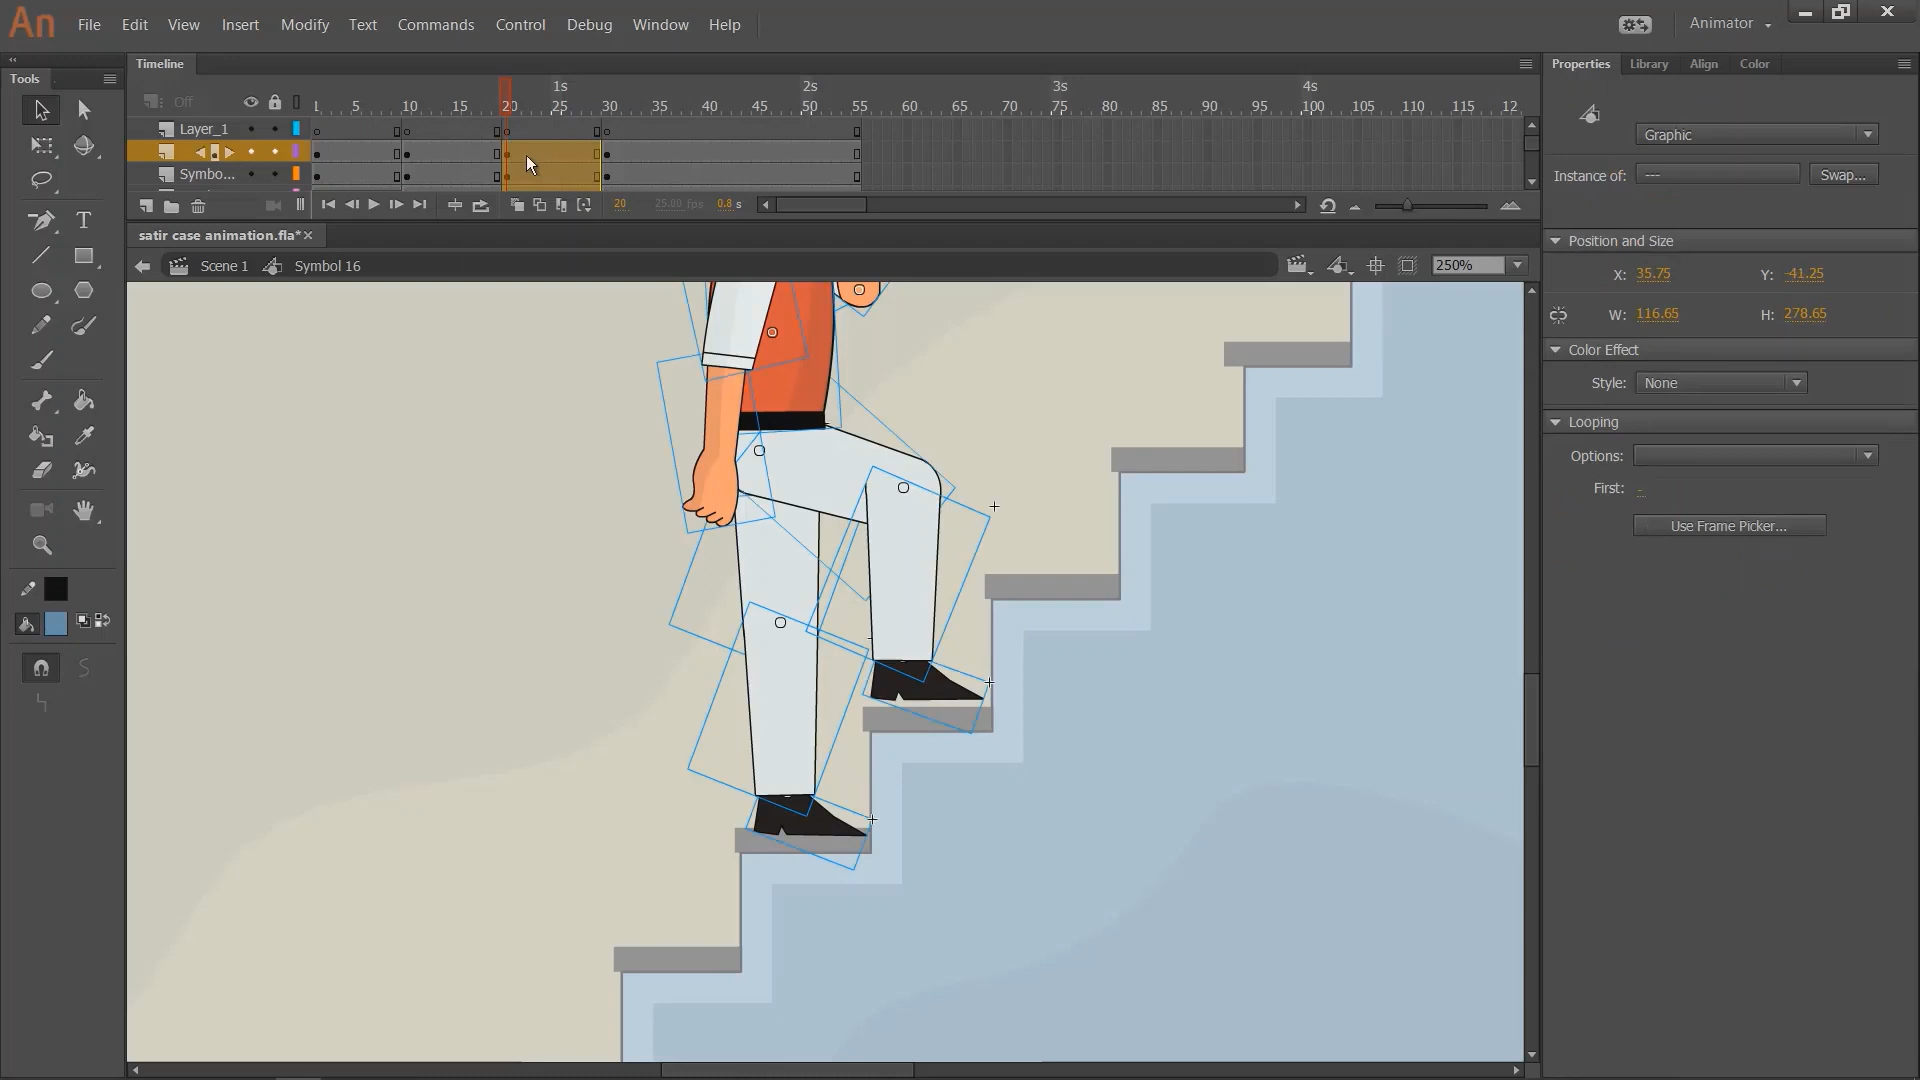 An File Edit View Insert Modify Text Commands Control Debug Window Help Animator
Tools
Timeline
Properties Library Align Color
Off
1s 2s 3s 4s
1 5 10 15 20 25 30 35 40 45 50 55 60 65 70 75 80 85 90 95 100 105 110 115 12
Layer_1
Symbo...
20 25.00 fps 0.8 s
satir case animation.fla*
Scene 1 Symbol 16
250%
T
Graphic
Instance of: --- Swap...
Position and Size
X: 35.75 Y: -41.25
W: 116.65 H: 278.65
Color Effect
Style: None
Looping
Options:
First: -
Use Frame Picker...